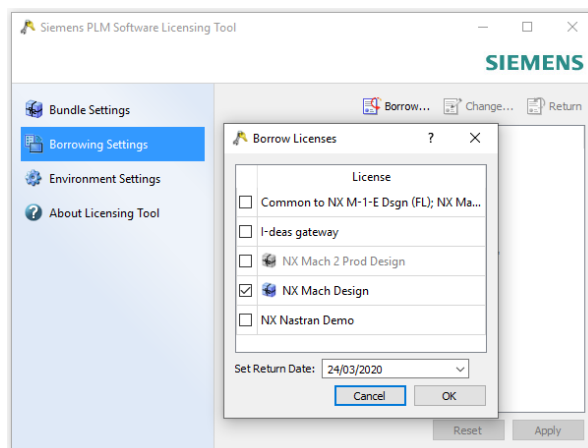 Siemens PLM Software Licensing Tool
SIEMENS
Bundle Settings
Borrowing Settings
Environment Settings
About Licensing Tool
Borrow...
Change...
Return
Borrow Licenses
?
License
Common to NX M-1-E Dsgn (FL); NX Ma...
I-deas gateway
NX Mach 2 Prod Design
NX Mach Design
NX Nastran Demo
Set Return Date:
24/03/2020
Cancel
OK
Reset
Apply